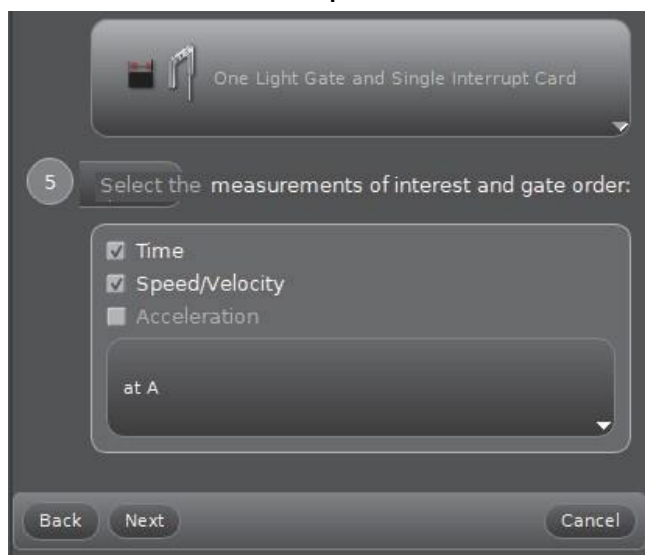 One Light Gate and Single Interrupt Card
5 Select the measurements of interest and gate order:
Time
Speed/Velocity
Acceleration
at A
Back Next Cancel